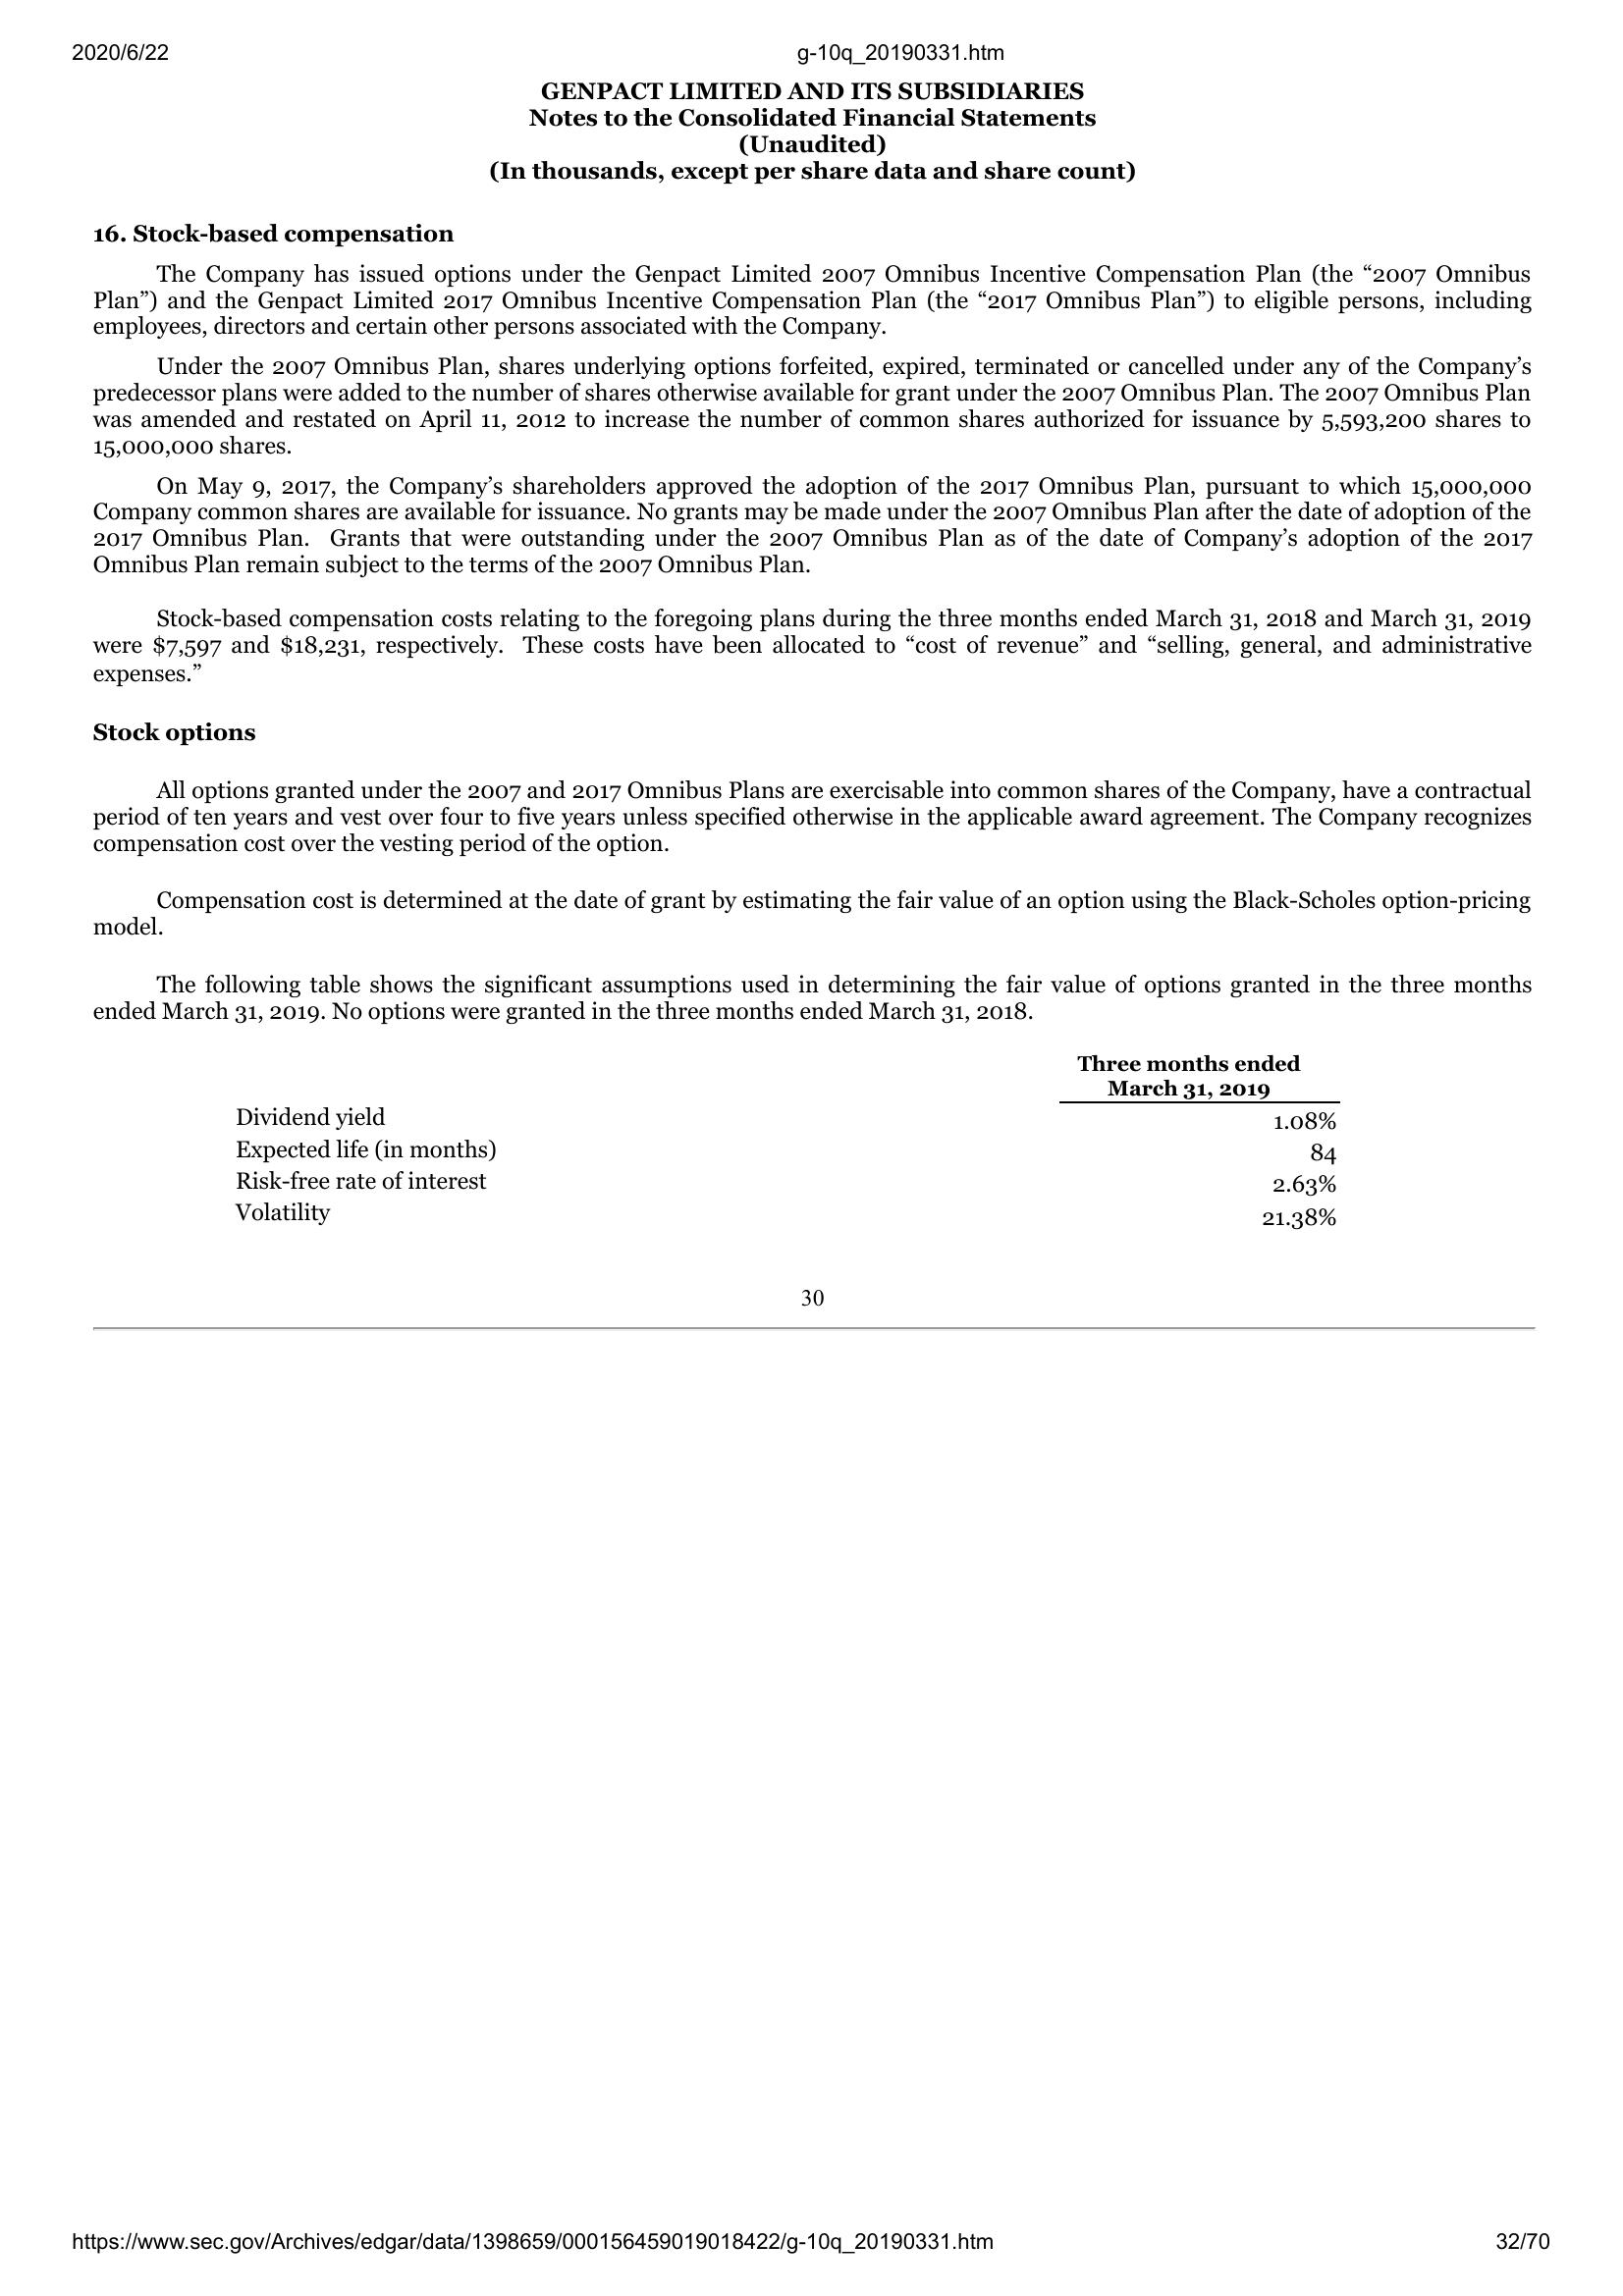 2020/6/22 g-10q_20190331.htm
GENPACT LIMITED AND ITS SUBSIDIARIES
Notes to the Consolidated Financial Statements
(Unaudited)
(In thousands, except per share data and share count)
16. Stock-based compensation
The Company has issued options under the Genpact Limited 2007 Omnibus Incentive Compensation Plan (the “2007 Omnibus
Plan”) and the Genpact Limited 2017 Omnibus Incentive Compensation Plan (the “2017 Omnibus Plan”) to eligible persons, including
employees, directors and certain other persons associated with the Company.
Under the 2007 Omnibus Plan, shares underlying options forfeited, expired, terminated or cancelled under any of the Company’s
predecessor plans were added to the number of shares otherwise available for grant under the 2007 Omnibus Plan. The 2007 Omnibus Plan
was amended and restated on April 11, 2012 to increase the number of common shares authorized for issuance by 5,593,200 shares to
15,000,000 shares.
On May 9, 2017, the Company’s shareholders approved the adoption of the 2017 Omnibus Plan, pursuant to which 15,000,000
Company common shares are available for issuance. No grants may be made under the 2007 Omnibus Plan after the date of adoption of the
2017 Omnibus Plan. Grants that were outstanding under the 2007 Omnibus Plan as of the date of Company’s adoption of the 2017
Omnibus Plan remain subject to the terms of the 2007 Omnibus Plan.
Stock-based compensation costs relating to the foregoing plans during the three months ended March 31, 2018 and March 31, 2019
were $7,597 and $18,231, respectively. These costs have been allocated to “cost of revenue” and “selling, general, and administrative
expenses.”
Stock options
All options granted under the 2007 and 2017 Omnibus Plans are exercisable into common shares of the Company, have a contractual
period of ten years and vest over four to five years unless specified otherwise in the applicable award agreement. The Company recognizes
compensation cost over the vesting period of the option.
Compensation cost is determined at the date of grant by estimating the fair value of an option using the Black-Scholes option-pricing
model.
The following table shows the significant assumptions used in determining the fair value of options granted in the three months
ended March 31, 2019. No options were granted in the three months ended March 31, 2018.
Three months ended
March 31, 2019
Dividend yield 1.08%
Expected life (in months) 84
Risk-free rate of interest 2.63%
Volatility 21.38%
30
https://www.sec.gov/Archives/edgar/data/1398659/000156459019018422/g-10q_20190331.htm 32/70